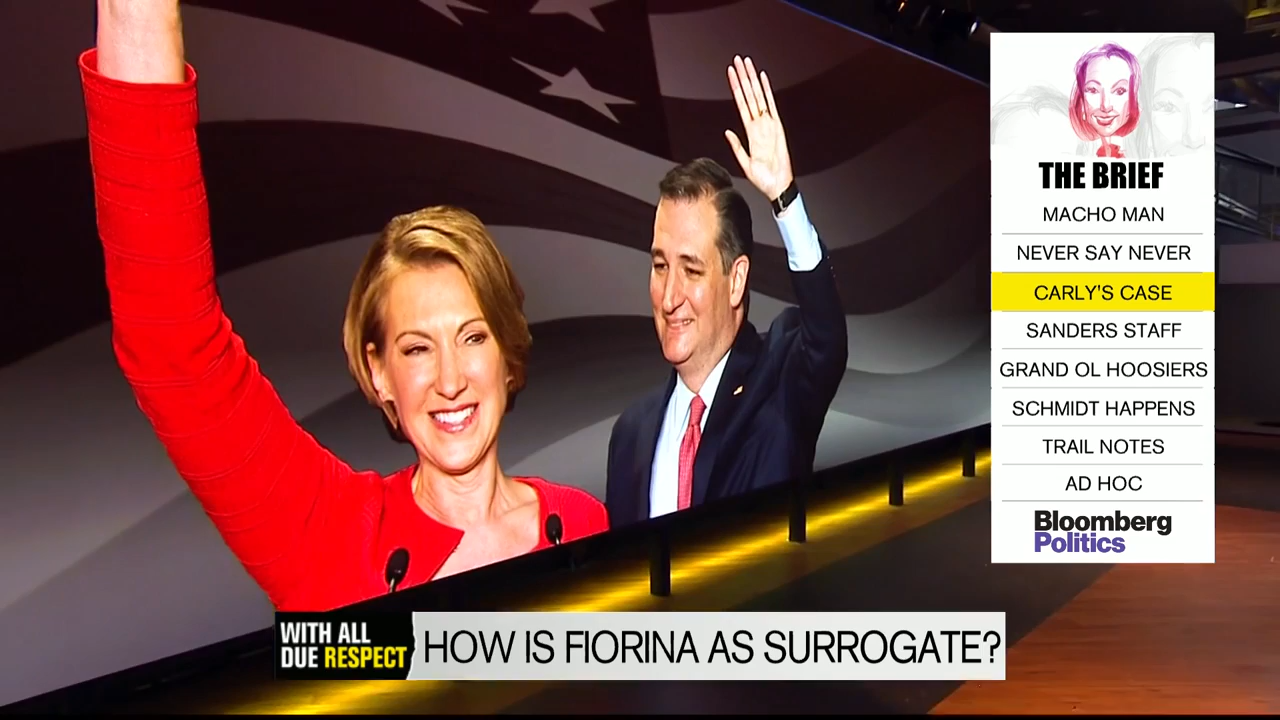 THE BRIEF
MACHO MAN
NEVER SAY NEVER
CARLY'S CASE
SANDERS STAFF
GRAND OL HOOSIERS
SCHMIDT HAPPENS
TRAIL NOTES
AD HOC
Bloomberg
Politics
WITH ALL
DUE RESPECT
HOW IS FIORINA AS SURROGATE?